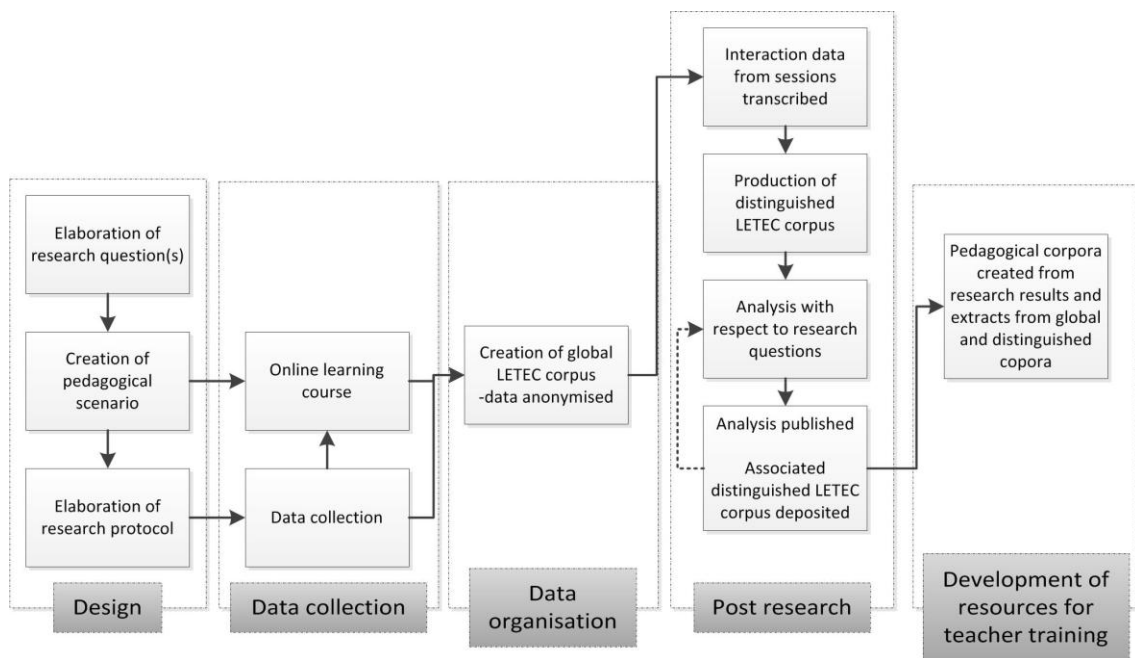 Elaboration of
research question(s)
Creation of
pedagogical
scenario
Elaboration of
research protocol
Design
Online learning
course
Data collection
Data collection
Creation of global
LETEC corpus
-data anonymised
Data
organisation
Interaction data
from sessions
transcribed
Production of
distinguished
LETEC corpus
Analysis with
respect to research
questions
Analysis published
Associated
distinguished LETEC
corpus deposited
Post research
Pedagogical corpora
created from
research results and
extracts from global
and distinguished
copora
Development of
resources for
teacher training